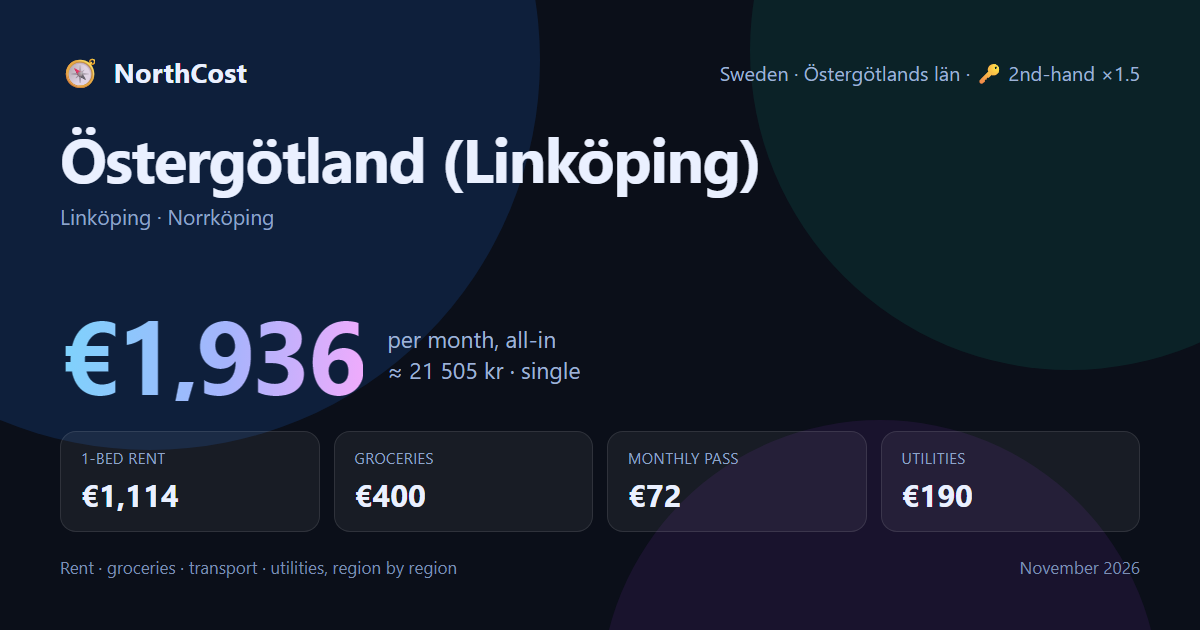 NorthCost
Sweden · Östergötlands län · 🔑 2nd-hand ×1.5
Östergötland (Linköping)
Linköping · Norrköping
€1,936
per month, all-in
≈ 21 505 kr · single
1-BED RENT
€1,114
GROCERIES
€400
MONTHLY PASS
€72
UTILITIES
€190
Rent · groceries · transport · utilities, region by region
November 2026